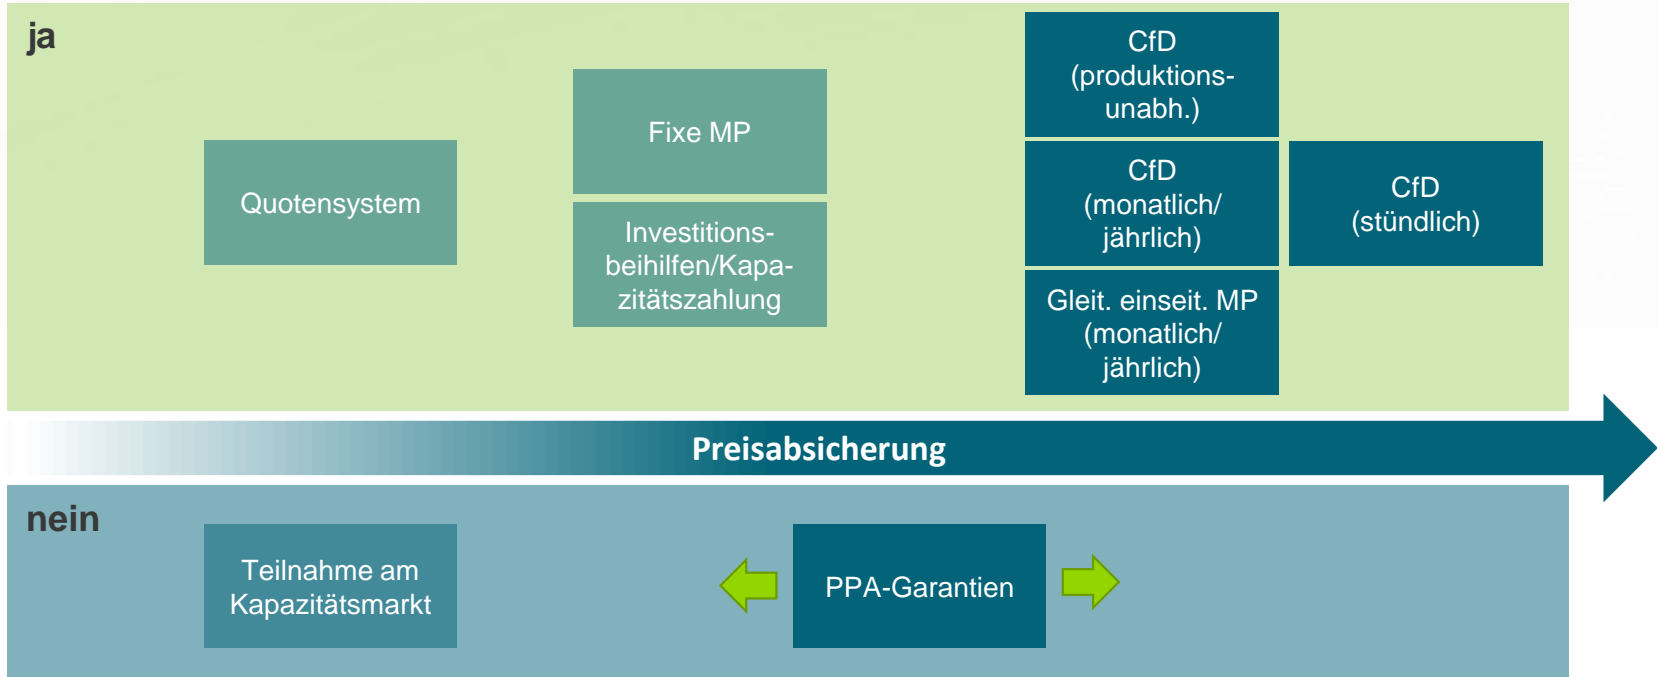 ja
Quotensystem
Fixe MP
Investitions-
beihilfen/Kapa-
zitätszahlung
CfD
(produktions-
unabh.)
CfD
(monatlich/
jährlich)
Gleit. einseit. MP
(monatlich/
jährlich)
CfD
(stündlich)
Preisabsicherung
nein
Teilnahme am
Kapazitätsmarkt
PPA-Garantien